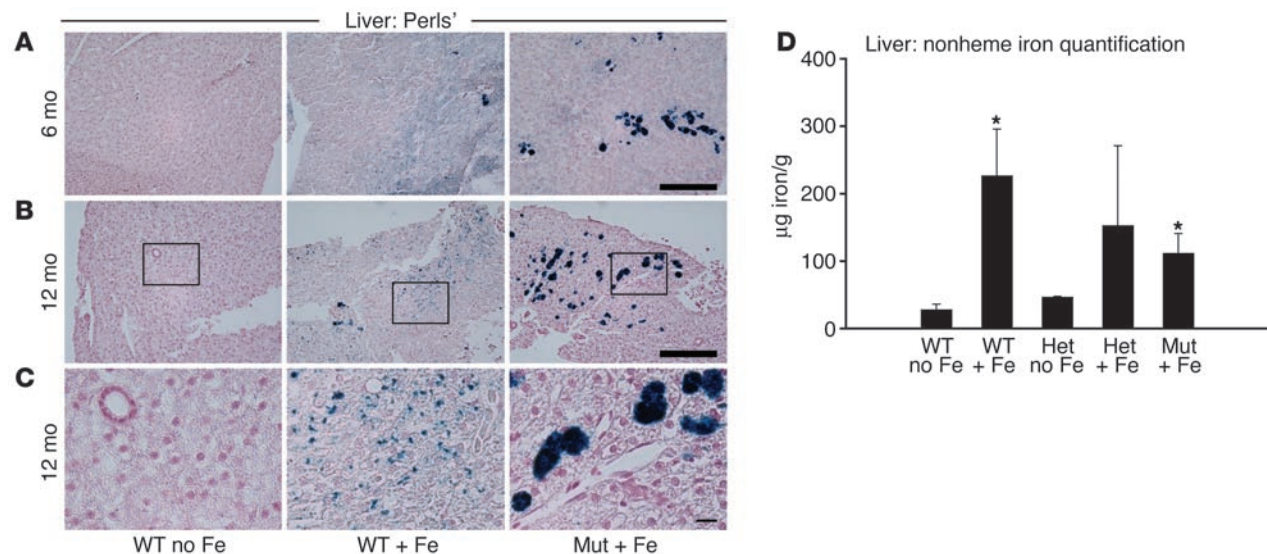 Liver: Perls'
A
6 mo
B
12 mo
C
12 mo
WT no Fe
WT + Fe
Mut + Fe
D
Liver: nonheme iron quantification
400
300
200
100
0
µg iron/g
*
*
WT
no Fe
WT
+ Fe
Het
no Fe
Het
+ Fe
Mut
+ Fe